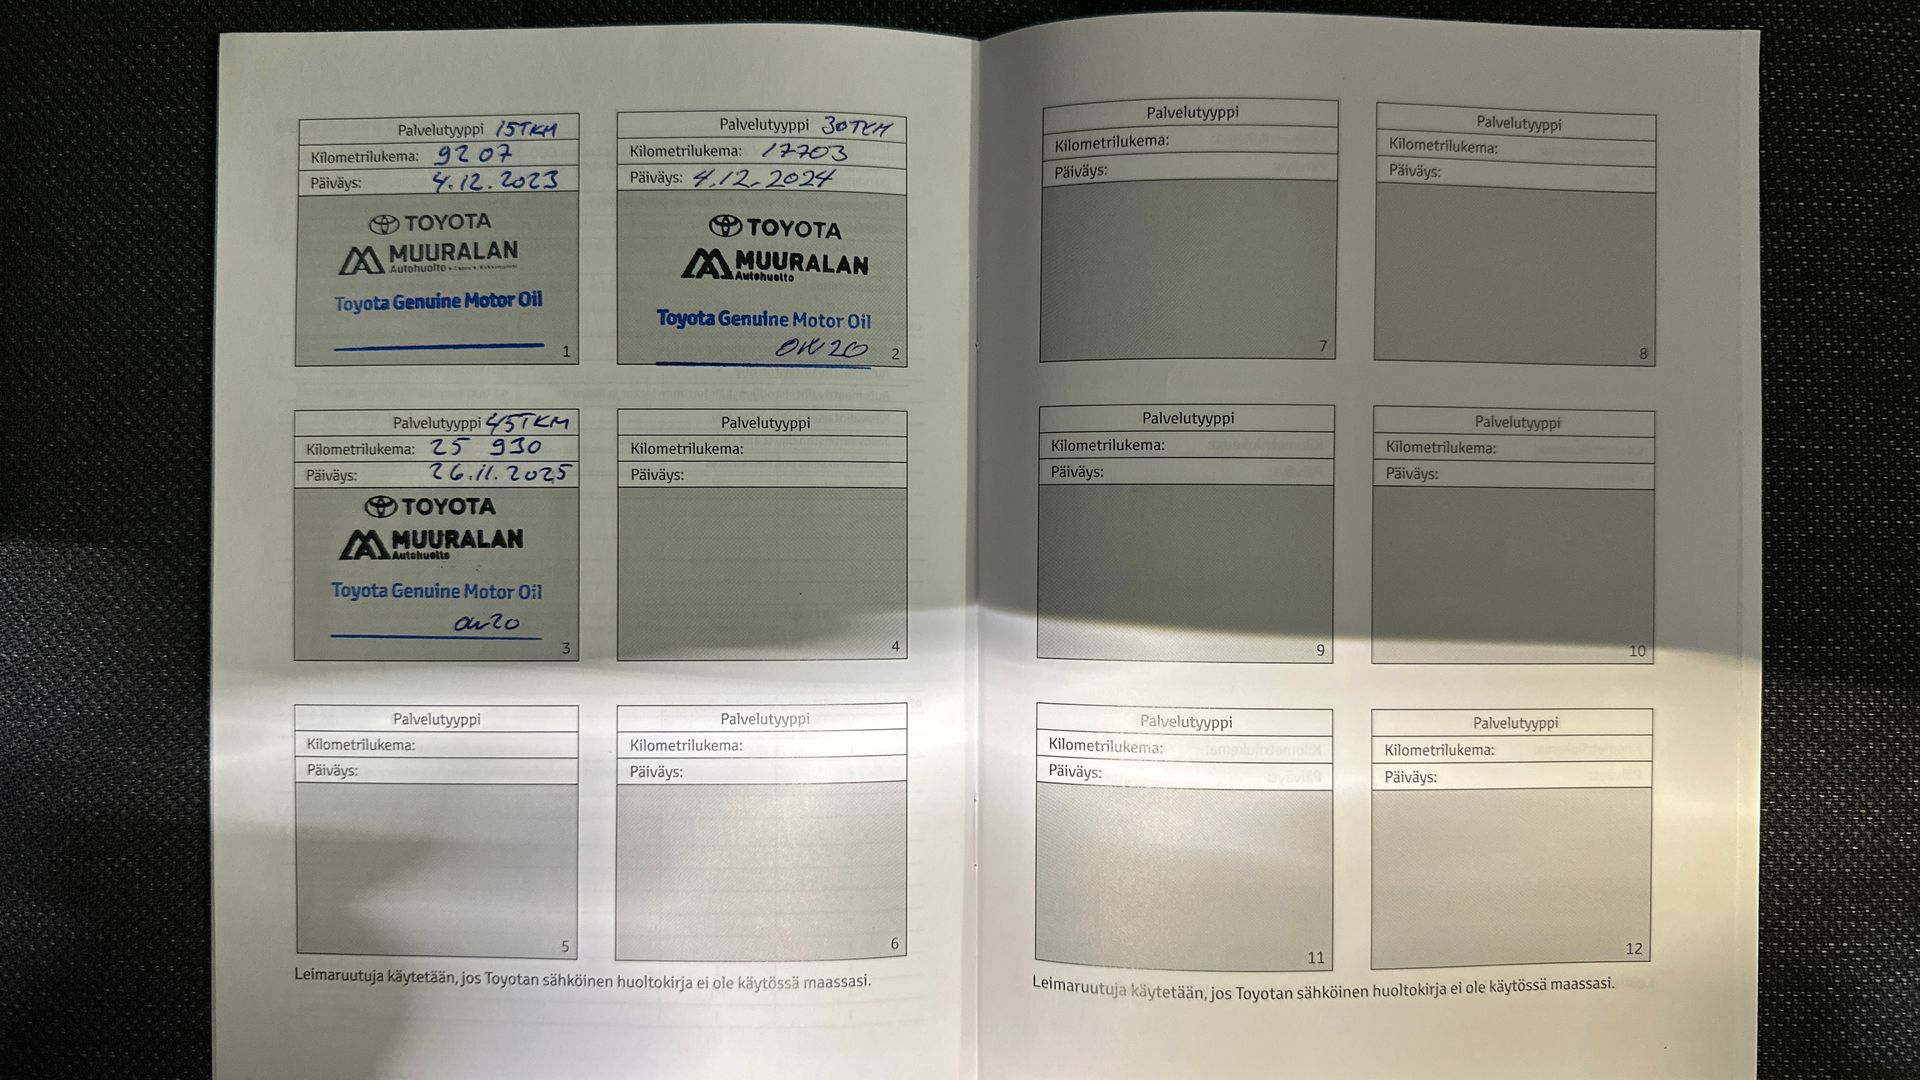 Palvelutyyppi 15TKM
Kilometrilukema: 9207
Päiväys: 4.12.2023
TOYOTA
MUURALAN
Autohuolto
Toyota Genuine Motor Oil
1
Palvelutyyppi 30TKM
Kilometrilukema: 17703
Päiväys: 4.12.2024
TOYOTA
MUURALAN
Autohuolto
Toyota Genuine Motor Oil
0W20
2
Palvelutyyppi 45TKM
Kilometrilukema: 25 930
Päiväys: 26.11.2025
TOYOTA
MUURALAN
Autohuolto
Toyota Genuine Motor Oil
0W20
3
Palvelutyyppi
Kilometrilukema:
Päiväys:
4
Palvelutyyppi
Kilometrilukema:
Päiväys:
5
Palvelutyyppi
Kilometrilukema:
Päiväys:
6
Leimaruutuja käytetään, jos Toyotan sähköinen huoltokirja ei ole käytössä maassasi.
Palvelutyyppi
Kilometrilukema:
Päiväys:
7
Palvelutyyppi
Kilometrilukema:
Päiväys:
8
Palvelutyyppi
Kilometrilukema:
Päiväys:
9
Palvelutyyppi
Kilometrilukema:
Päiväys:
10
Palvelutyyppi
Kilometrilukema:
Päiväys:
11
Palvelutyyppi
Kilometrilukema:
Päiväys:
12
Leimaruutuja käytetään, jos Toyotan sähköinen huoltokirja ei ole käytössä maassasi.